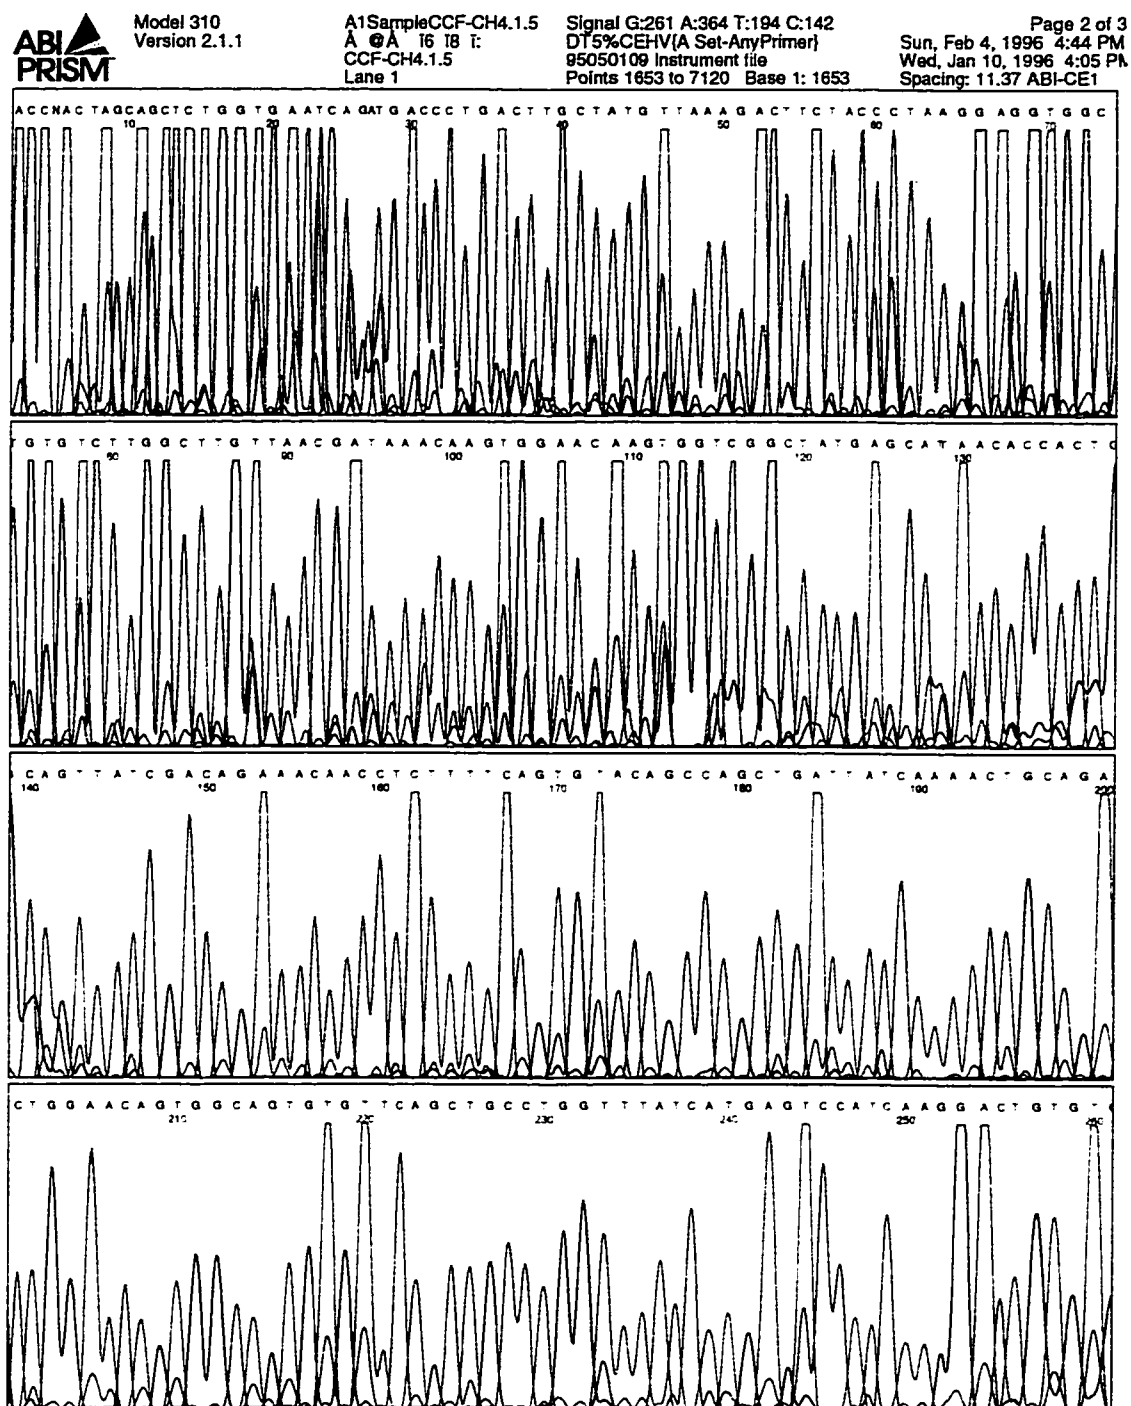 ABI PRISM
Model 310
Version 2.1.1
A1SampleCCF-CH4.1.5
CCF-CH4.1.5
Lane 1
Signal G:261 A:364 T:194 C:142
DT5%CEHV{A Set-AnyPrimer}
95050109 Instrument file
Points 1653 to 7120 Base 1: 1653
Page 2 of 3
Sun, Feb 4, 1996 4:44 PM
Wed, Jan 10, 1996 4:05 PM
Spacing: 11.37 ABI-CE1
ACCNACTAGCAGCTCTGGTGAATCAGATGACCCTGACTTGCTATGTTAAAGACTTCTACCCTAAGGAGGTGGC
10 20 30 40 50 60 70
TGTGTCTTGGCTTGTTAACGATAAACAAGTGGAACAAGTGGTCGGCTATGAGCATAACACCACTG
80 90 100 110 120 130
CAGTTATCGACAGAAACAACCTCTTTTCAGTGTACAGCCAGCTGATTATCAAAACTGCAGA
140 150 160 170 180 190 200
CTGGAACAGTGGCAGTGTGTTCAGCTGCCTGGTTTATCATGAGTCCATCAAGGACTGTGT
210 220 230 240 250 260